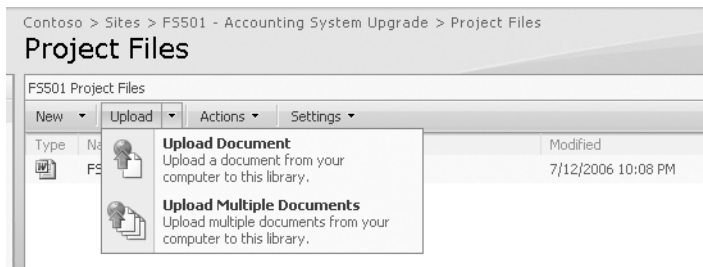 Contoso > Sites > FS501 - Accounting System Upgrade > Project Files
Project Files
FS501 Project Files
New Upload Actions Settings
Type Na Modified
FS 7/12/2006 10:08 PM
Upload Document
Upload a document from your
computer to this library.
Upload Multiple Documents
Upload multiple documents from your
computer to this library.